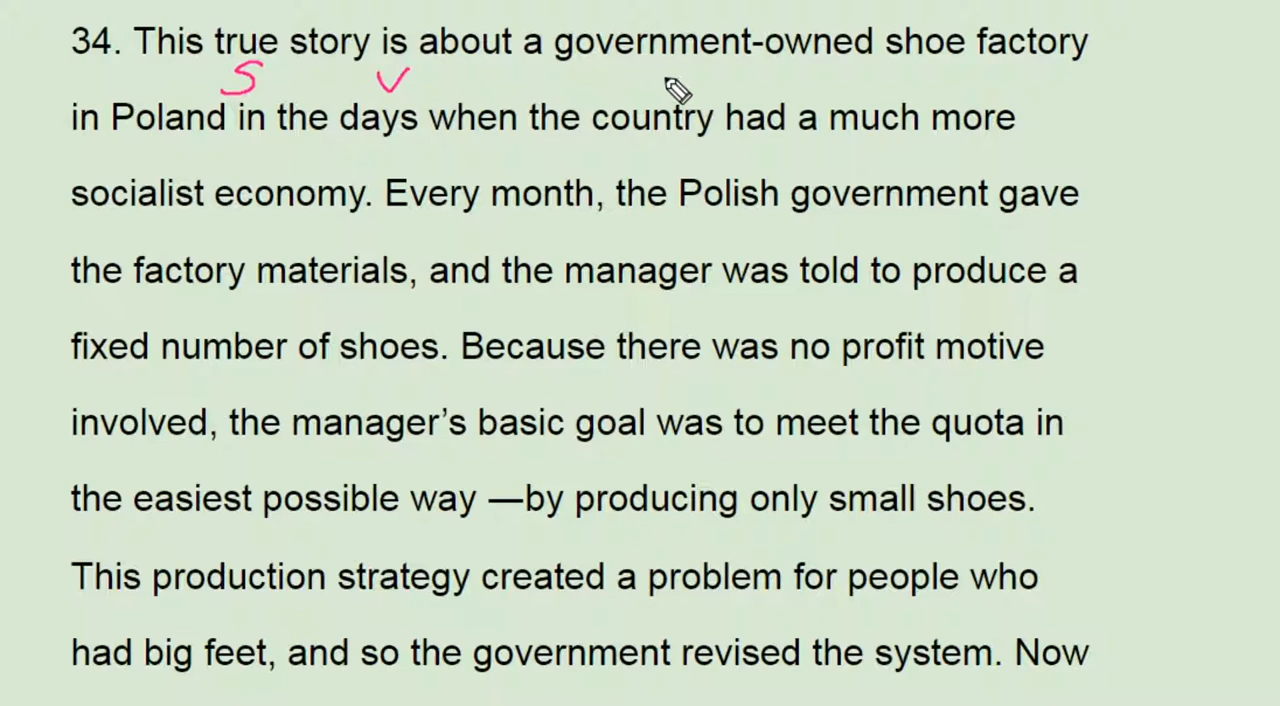 34. This true story is about a government-owned shoe factory
S V
in Poland in the days when the country had a much more
socialist economy. Every month, the Polish government gave
the factory materials, and the manager was told to produce a
fixed number of shoes. Because there was no profit motive
involved, the manager’s basic goal was to meet the quota in
the easiest possible way —by producing only small shoes.
This production strategy created a problem for people who
had big feet, and so the government revised the system. Now